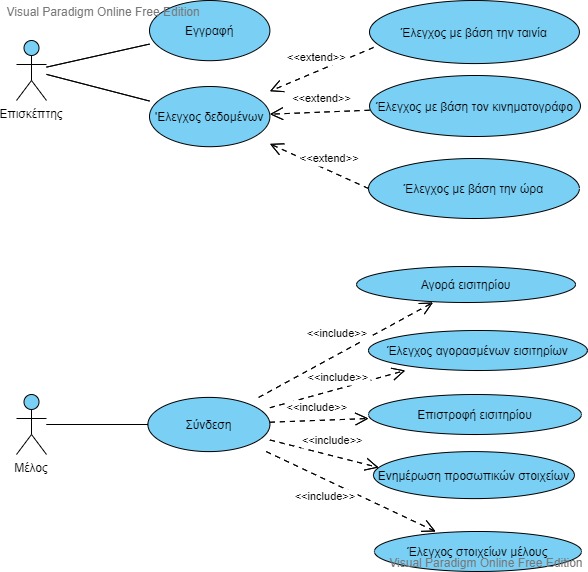 Visual Paradigm Online Free Edition
Εγγραφή
Έλεγχος με βάση την ταινία
<<extend>>
Επισκέπτης
Έλεγχος δεδομένων
<<extend>>
Έλεγχος με βάση τον κινηματογράφο
<<extend>>
Έλεγχος με βάση την ώρα
Αγορά εισιτηρίου
<<include>>
Έλεγχος αγορασμένων εισιτηρίων
<<include>>
<<include>>
Επιστροφή εισιτηρίου
Σύνδεση
<<include>>
Μέλος
Ενημέρωση προσωπικών στοιχείων
<<include>>
Έλεγχος στοιχείων μέλους
Visual Paradigm Online Free Edition